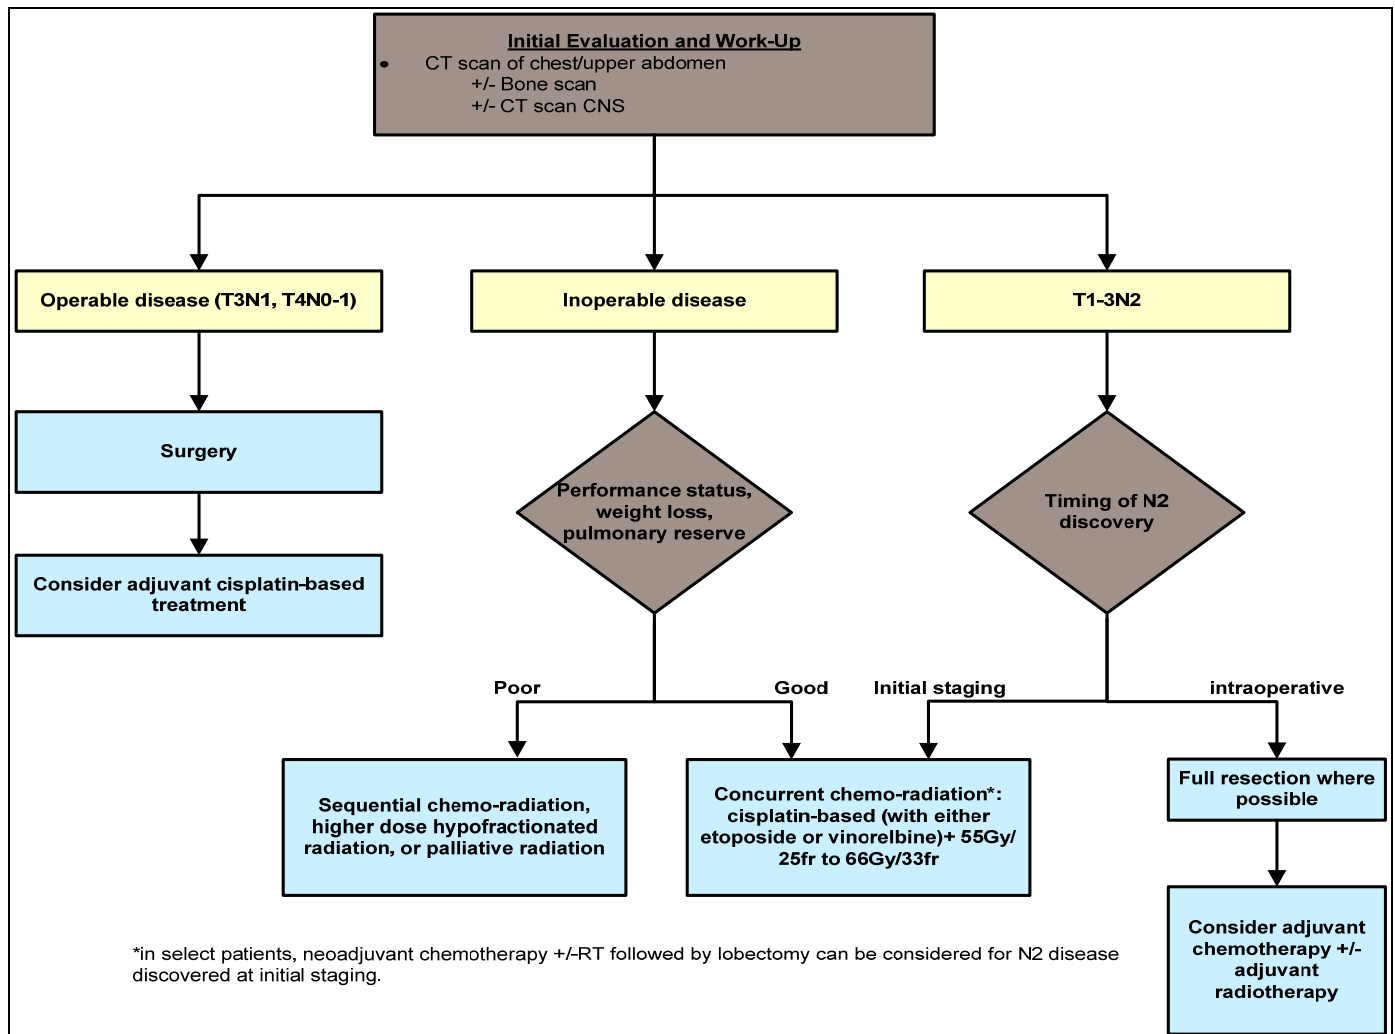 Initial Evaluation and Work-Up
• CT scan of chest/upper abdomen
+/- Bone scan
+/- CT scan CNS
Operable disease (T3N1, T4N0-1)
Inoperable disease
T1-3N2
Surgery
Performance status,
weight loss,
pulmonary reserve
Timing of N2
discovery
Consider adjuvant cisplatin-based
treatment
Poor
Good
Initial staging
intraoperative
Sequential chemo-radiation,
higher dose hypofractionated
radiation, or palliative radiation
Concurrent chemo-radiation*:
cisplatin-based (with either
etoposide or vinorelbine)+ 55Gy/
25fr to 66Gy/33fr
Full resection where
possible
Consider adjuvant
chemotherapy +/-
adjuvant
radiotherapy
*in select patients, neoadjuvant chemotherapy +/-RT followed by lobectomy can be considered for N2 disease
discovered at initial staging.